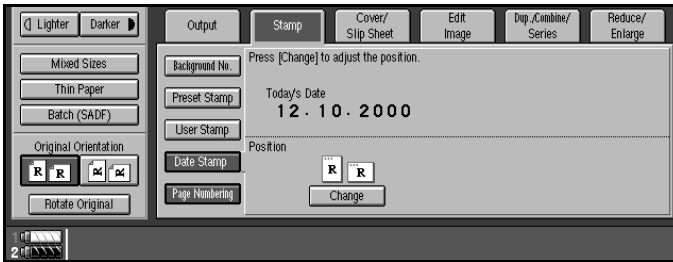 Lighter
Darker
Mixed Sizes
Thin Paper
Batch (SADF)
Original Orientation
R R R R
Rotate Original
Output
Stamp
Cover/
Slip Sheet
Edit
Image
Dup.,Combine/
Series
Reduce/
Enlarge
Background No.
Preset Stamp
User Stamp
Date Stamp
Page Numbering
Press [Change] to adjust the position.
Today's Date
12. 10. 2000
Position
R R
Change
1
2